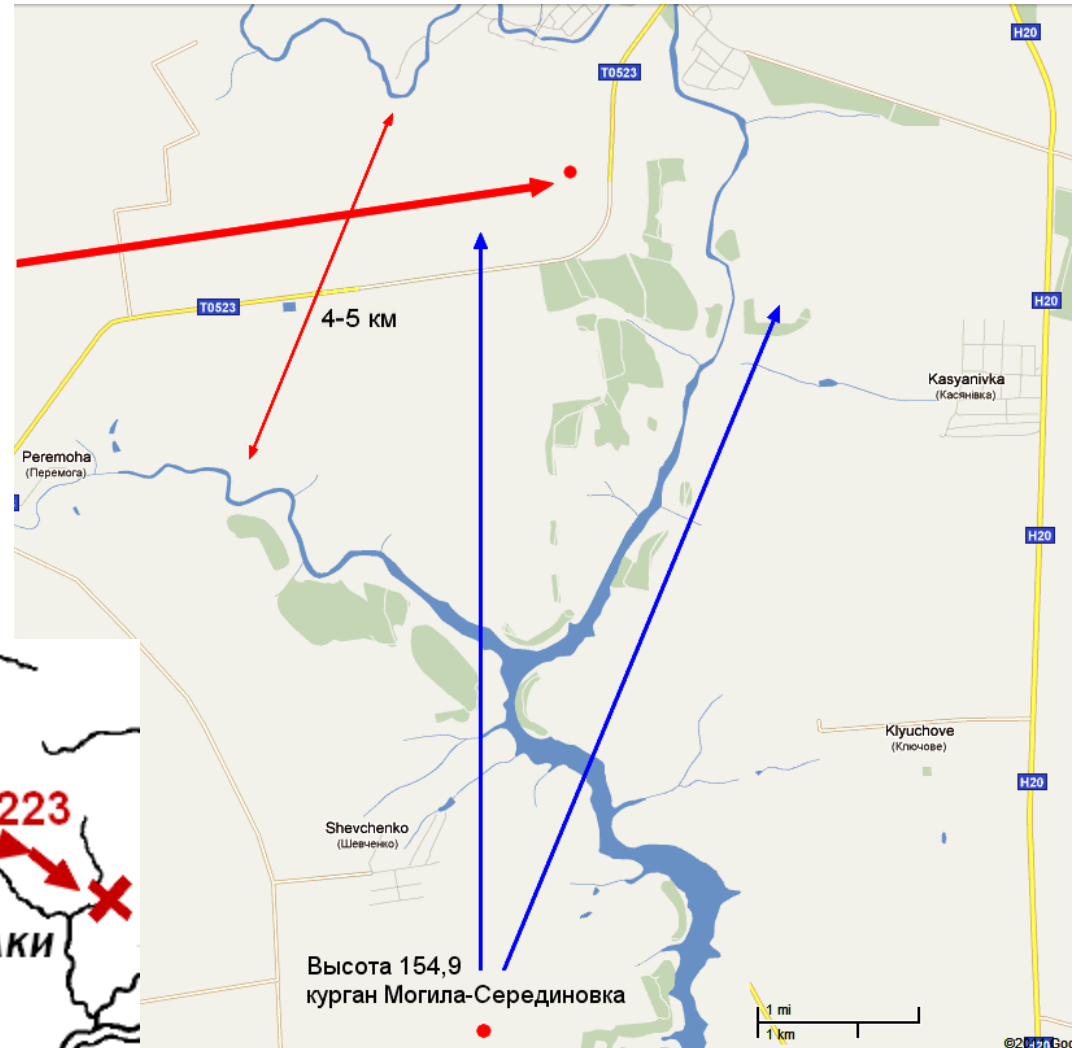 H20
T0523
H20
T0523
4-5 км
Kasyanivka
(Касянівка)
Peremoha
(Перемога)
H20
Klyuchove
(Ключове)
H20
223
Shevchenko
(Шевченко)
АКИ
Высота 154,9
курган Могила-Серединовка
1 mi
1 km
H20